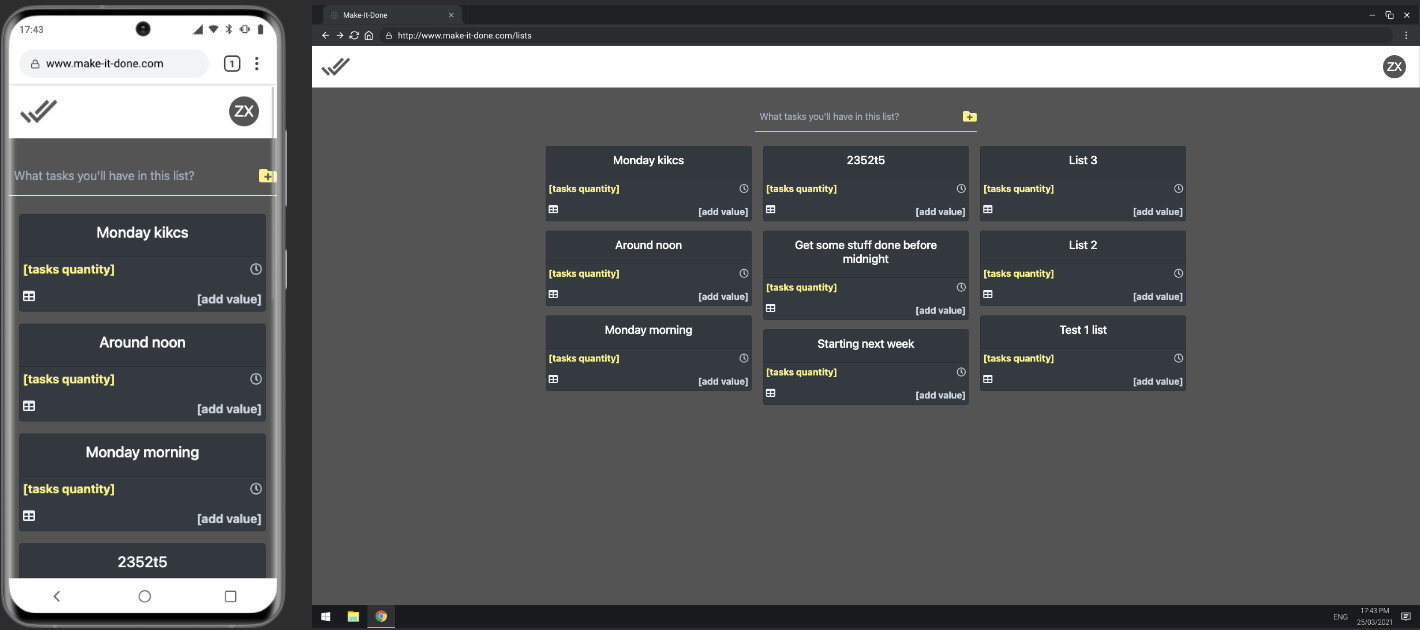 17:43
www.make-it-done.com
1
ZX
What tasks you'll have in this list?
Monday kikcs
[tasks quantity]
[add value]
Around noon
[tasks quantity]
[add value]
Monday morning
[tasks quantity]
[add value]
2352t5
Make-It-Done
http://www.make-it-done.com/lists
ZX
What tasks you'll have in this list?
Monday kikcs
[tasks quantity]
[add value]
Around noon
[tasks quantity]
[add value]
Monday morning
[tasks quantity]
[add value]
2352t5
[tasks quantity]
[add value]
Get some stuff done before
midnight
[tasks quantity]
[add value]
Starting next week
[tasks quantity]
[add value]
List 3
[tasks quantity]
[add value]
List 2
[tasks quantity]
[add value]
Test 1 list
[tasks quantity]
[add value]
ENG
17:43 PM
25/03/2021